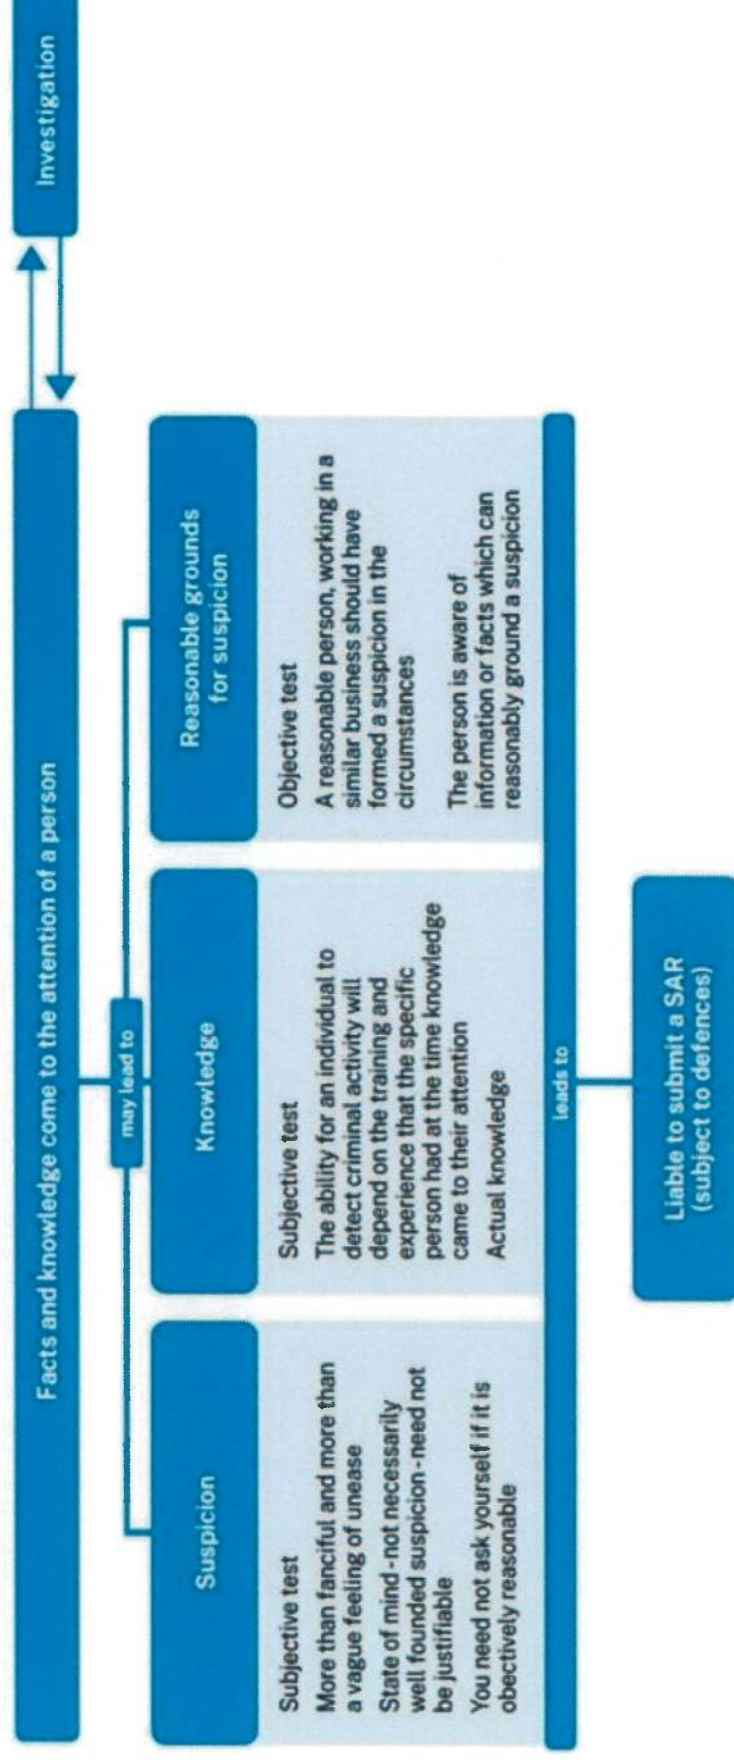 Facts and knowledge come to the attention of a person
Investigation
may lead to
Suspicion
Subjective test
More than fanciful and more than
a vague feeling of unease
State of mind - not necessarily
well founded suspicion - need not
be justifiable
You need not ask yourself if it is
obectively reasonable
Knowledge
Subjective test
The ability for an individual to
detect criminal activity will
depend on the training and
experience that the specific
person had at the time knowledge
came to their attention
Actual knowledge
Reasonable grounds
for suspicion
Objective test
A reasonable person, working in a
similar business should have
formed a suspicion in the
circumstances
The person is aware of
information or facts which can
reasonably ground a suspicion
leads to
Liable to submit a SAR
(subject to defences)